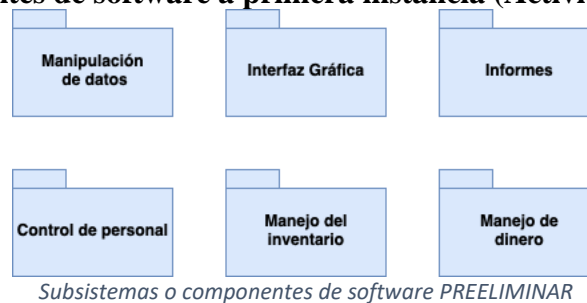 ntes de software a primera instancia (Activi
Manipulación
de datos
Interfaz Gráfica
Informes
Control de personal
Manejo del
inventario
Manejo de
dinero
Subsistemas o componentes de software PREELIMINAR